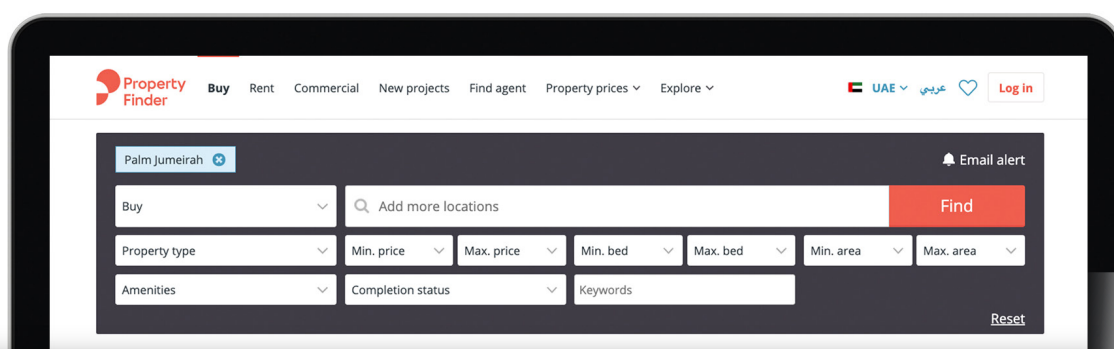 Property Finder
Buy Rent Commercial New projects Find agent Property prices Explore UAE عربي Log in
Palm Jumeirah Email alert
Buy Add more locations Find
Property type Min. price Max. price Min. bed Max. bed Min. area Max. area
Amenities Completion status Keywords
Reset